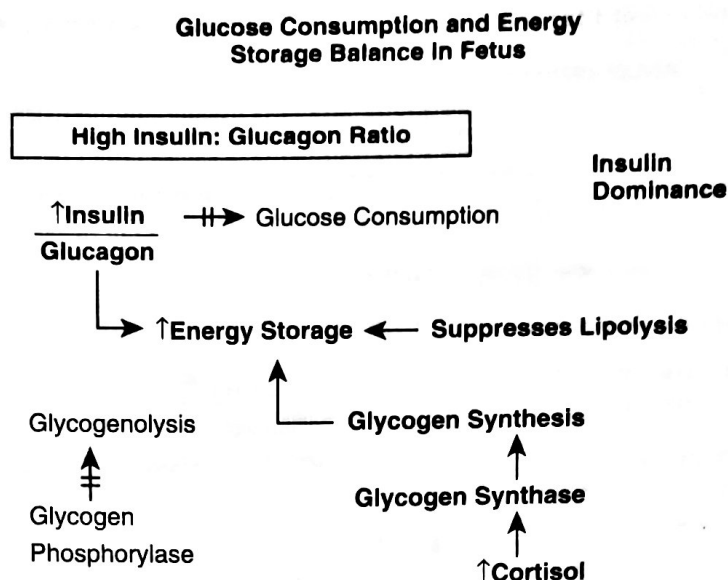 Glucose Consumption and Energy
Storage Balance in Fetus
High Insulin: Glucagon Ratio
Insulin
Dominance
↑Insulin
Glucagon
Glucose Consumption
↑Energy Storage
Suppresses Lipolysis
Glycogenolysis
Glycogen Synthesis
Glycogen
Phosphorylase
Glycogen Synthase
↑Cortisol